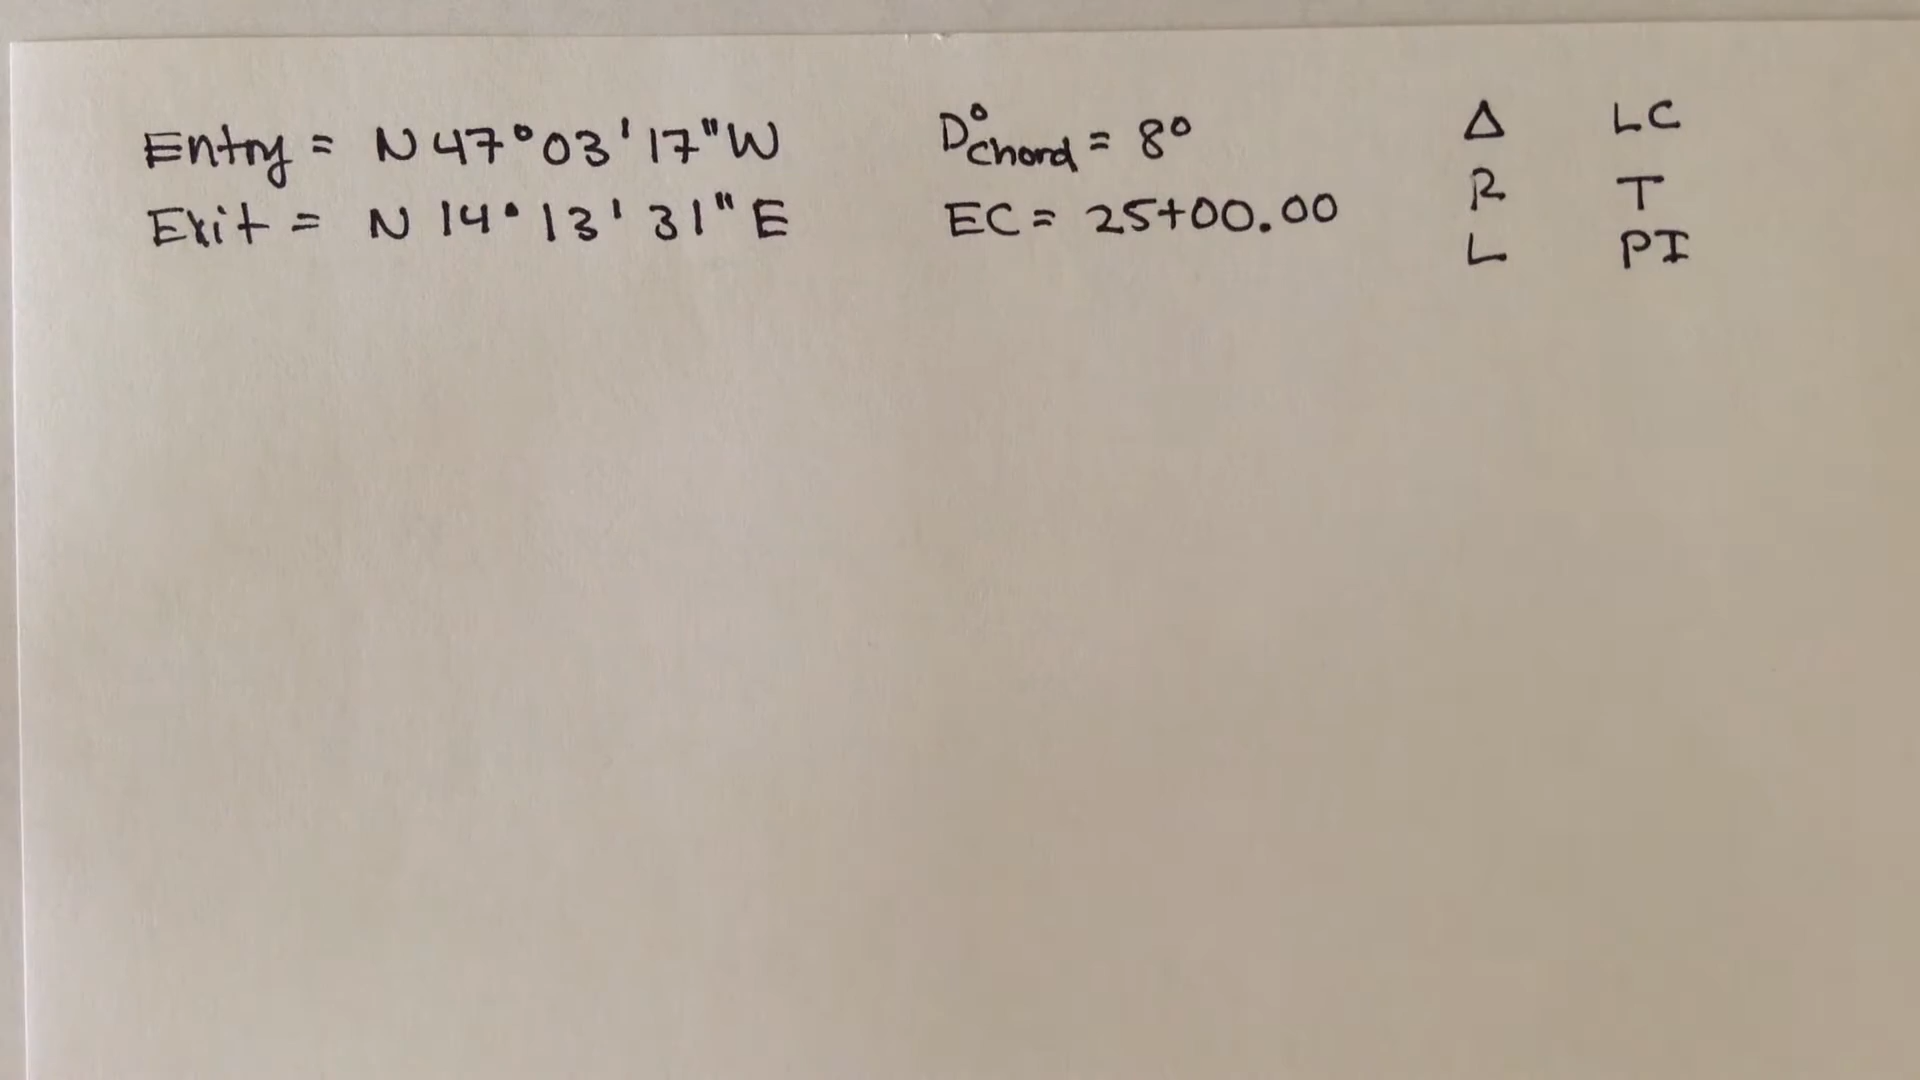 Entry = N 47°03'17"W
Exit = N 14°13'31"E
D°chord = 8°
EC = 25+00.00
Δ LC
R T
L PI